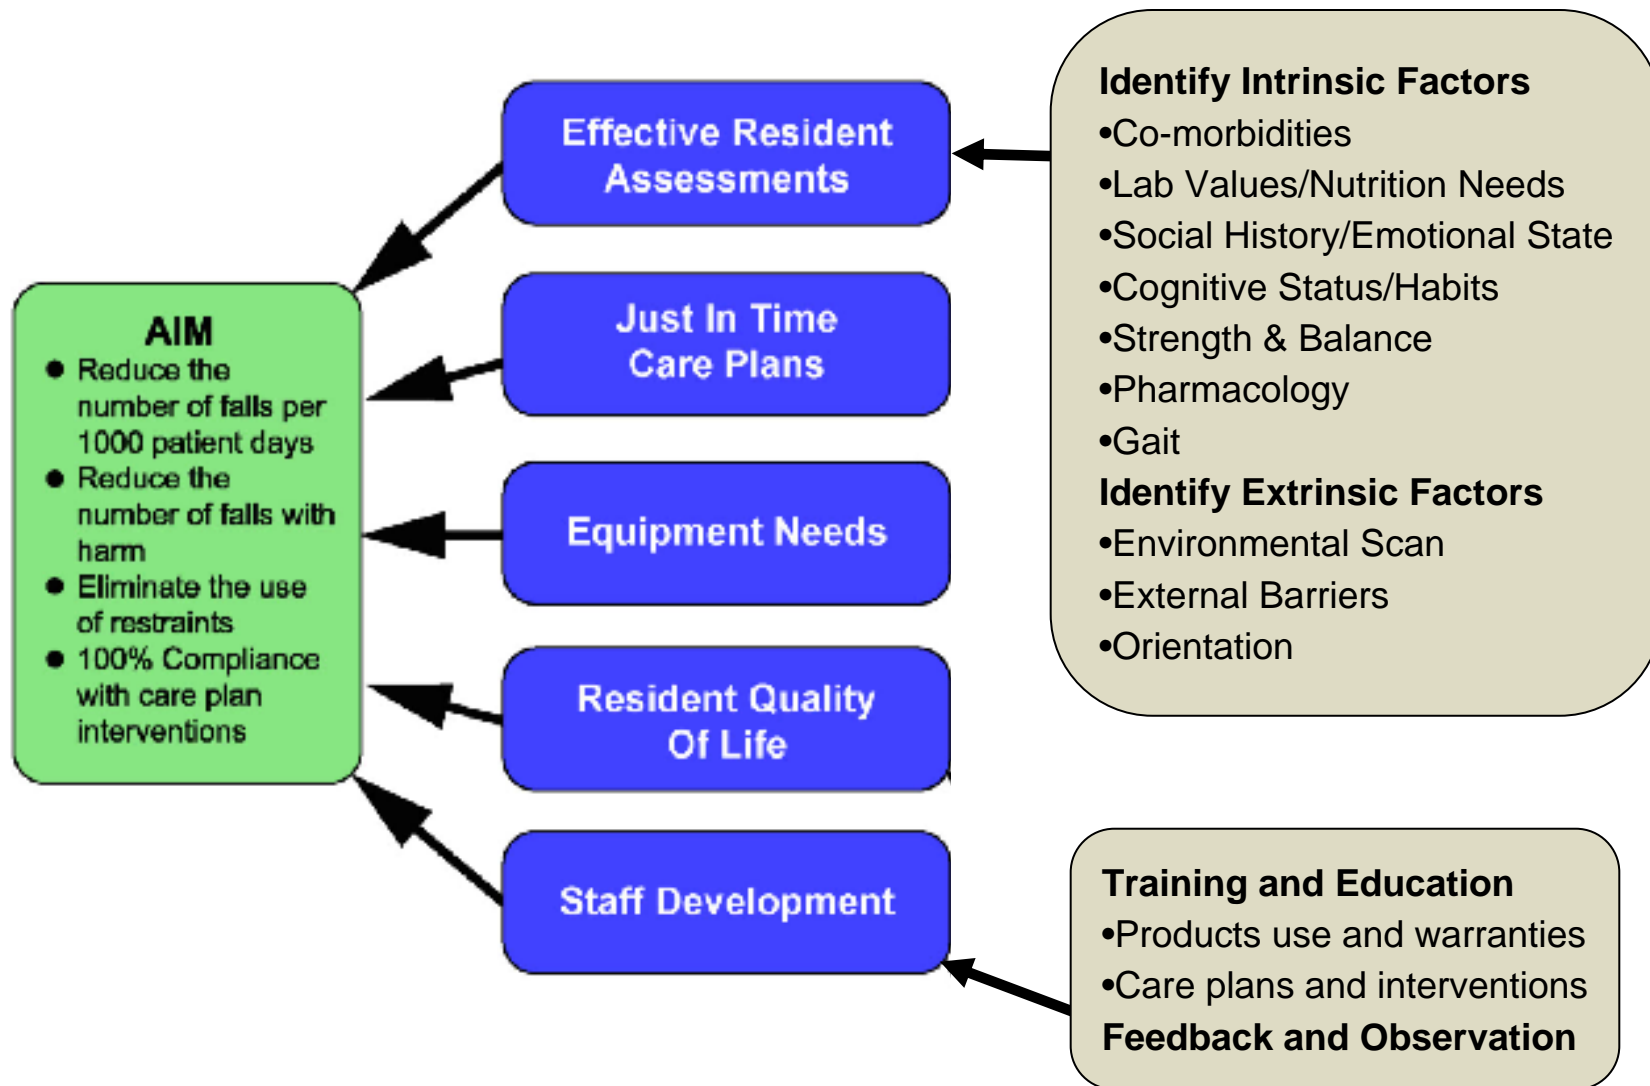 AIM
● Reduce the
number of falls per
1000 patient days
● Reduce the
number of falls with
harm
● Eliminate the use
of restraints
● 100% Compliance
with care plan
interventions
Effective Resident
Assessments
Just In Time
Care Plans
Equipment Needs
Resident Quality
Of Life
Staff Development
Identify Intrinsic Factors
•Co-morbidities
•Lab Values/Nutrition Needs
•Social History/Emotional State
•Cognitive Status/Habits
•Strength & Balance
•Pharmacology
•Gait
Identify Extrinsic Factors
•Environmental Scan
•External Barriers
•Orientation
Training and Education
•Products use and warranties
•Care plans and interventions
Feedback and Observation